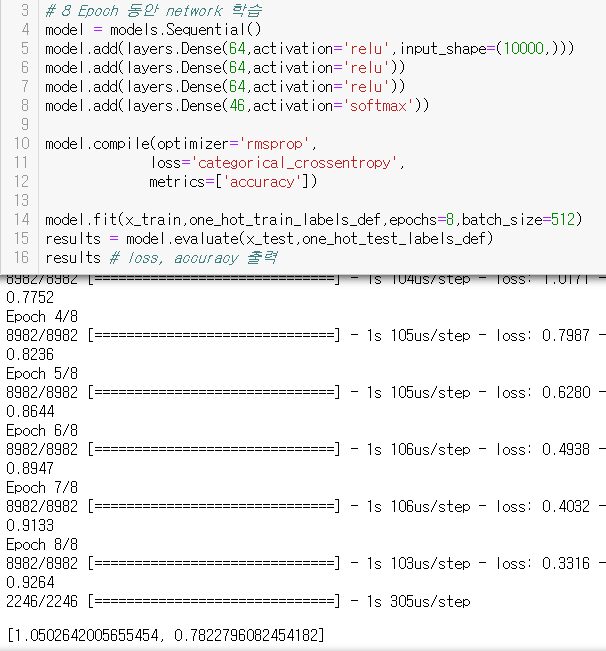 3 # 8 Epoch 동안 network 학습
4 model = models.Sequential()
5 model.add(layers.Dense(64,activation='relu',input_shape=(10000,)))
6 model.add(layers.Dense(64,activation='relu'))
7 model.add(layers.Dense(64,activation='relu'))
8 model.add(layers.Dense(46,activation='softmax'))
9
10 model.compile(optimizer='rmsprop',
11 loss='categorical_crossentropy',
12 metrics=['accuracy'])
13
14 model.fit(x_train,one_hot_train_labels_def,epochs=8,batch_size=512)
15 results = model.evaluate(x_test,one_hot_test_labels_def)
16 results # loss, accuracy 출력
8982/8982 [==============================] - 1s 104us/step - loss: 1.0171 -
0.7752
Epoch 4/8
8982/8982 [==============================] - 1s 105us/step - loss: 0.7987 -
0.8236
Epoch 5/8
8982/8982 [==============================] - 1s 105us/step - loss: 0.6280 -
0.8644
Epoch 6/8
8982/8982 [==============================] - 1s 106us/step - loss: 0.4938 -
0.8947
Epoch 7/8
8982/8982 [==============================] - 1s 106us/step - loss: 0.4032 -
0.9133
Epoch 8/8
8982/8982 [==============================] - 1s 103us/step - loss: 0.3316 -
0.9264
2246/2246 [==============================] - 1s 305us/step
[1.0502642005655454, 0.7822796082454182]